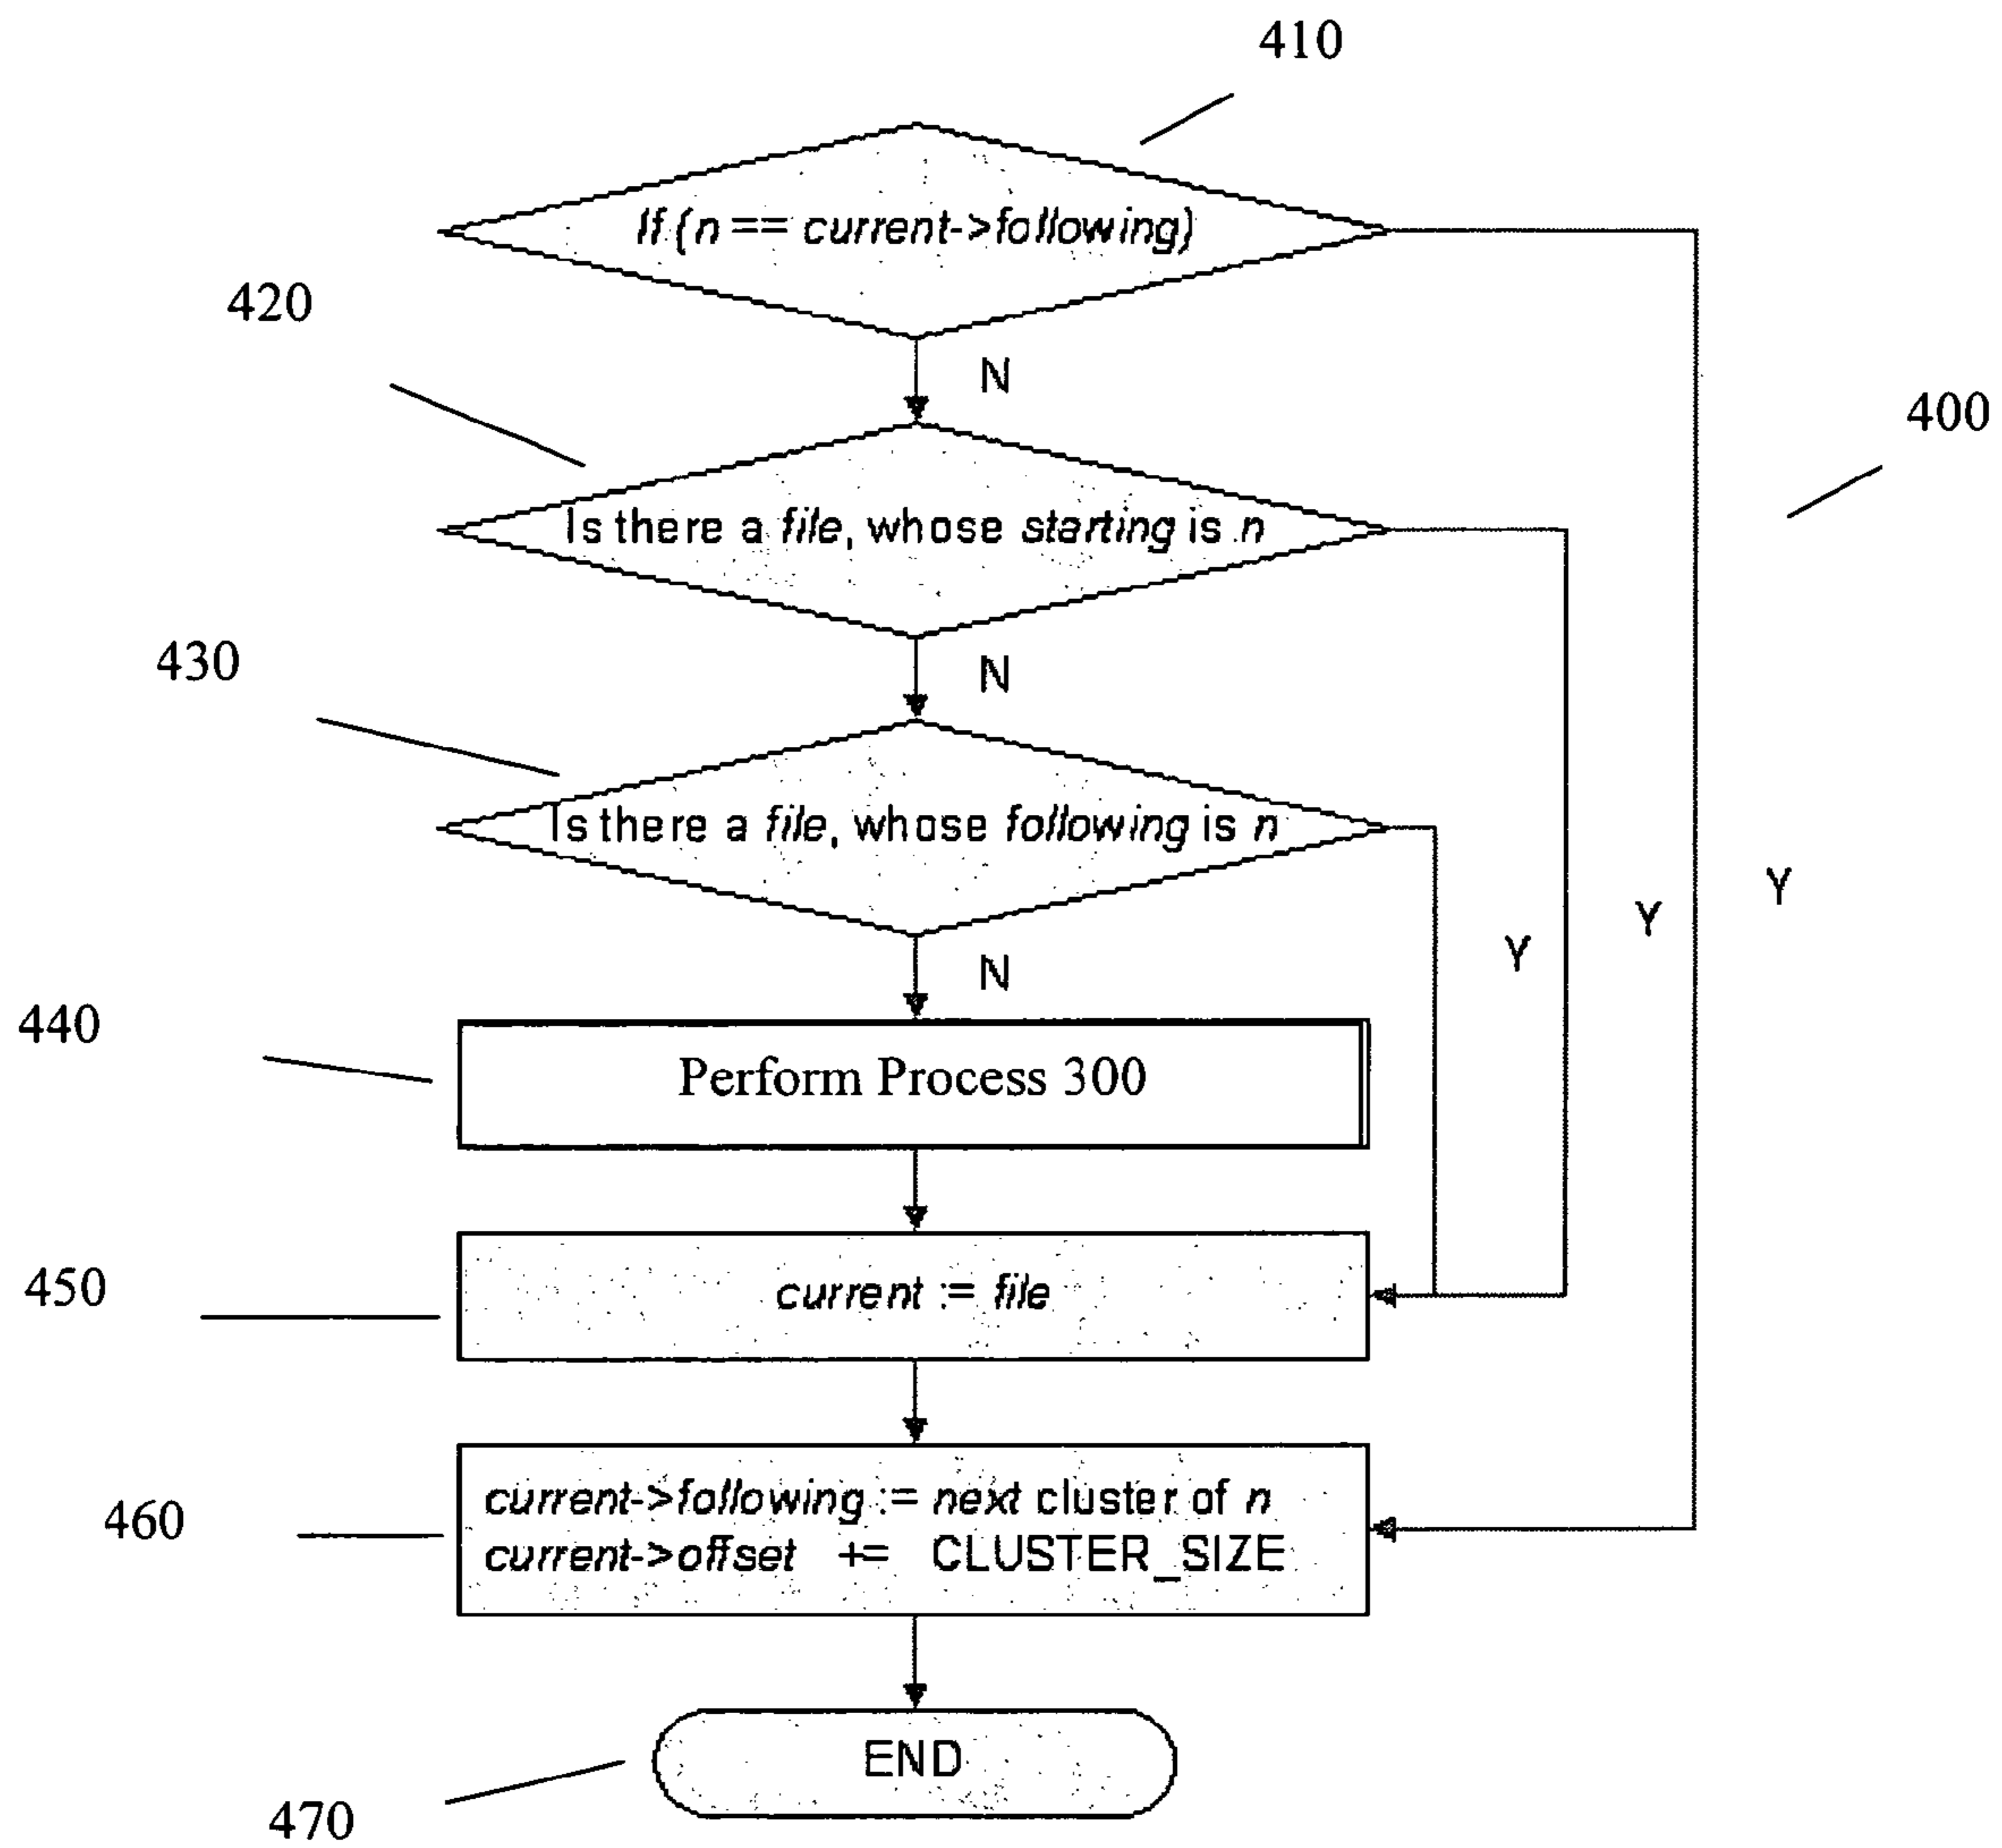 410
If (n == current->following)
420
N
400
Is there a file, whose starting is n
430
N
Is there a file, whose following is n
Y
Y
Y
N
440
Perform Process 300
450
current := file
460
current->following := next cluster of n
current->offset += CLUSTER_SIZE
END
470